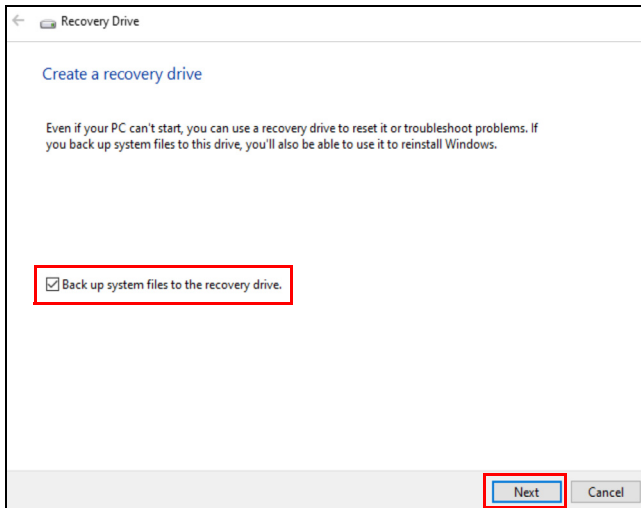 Recovery Drive
Create a recovery drive
Even if your PC can't start, you can use a recovery drive to reset it or troubleshoot problems. If
you back up system files to this drive, you'll also be able to use it to reinstall Windows.
Back up system files to the recovery drive.
Next
Cancel